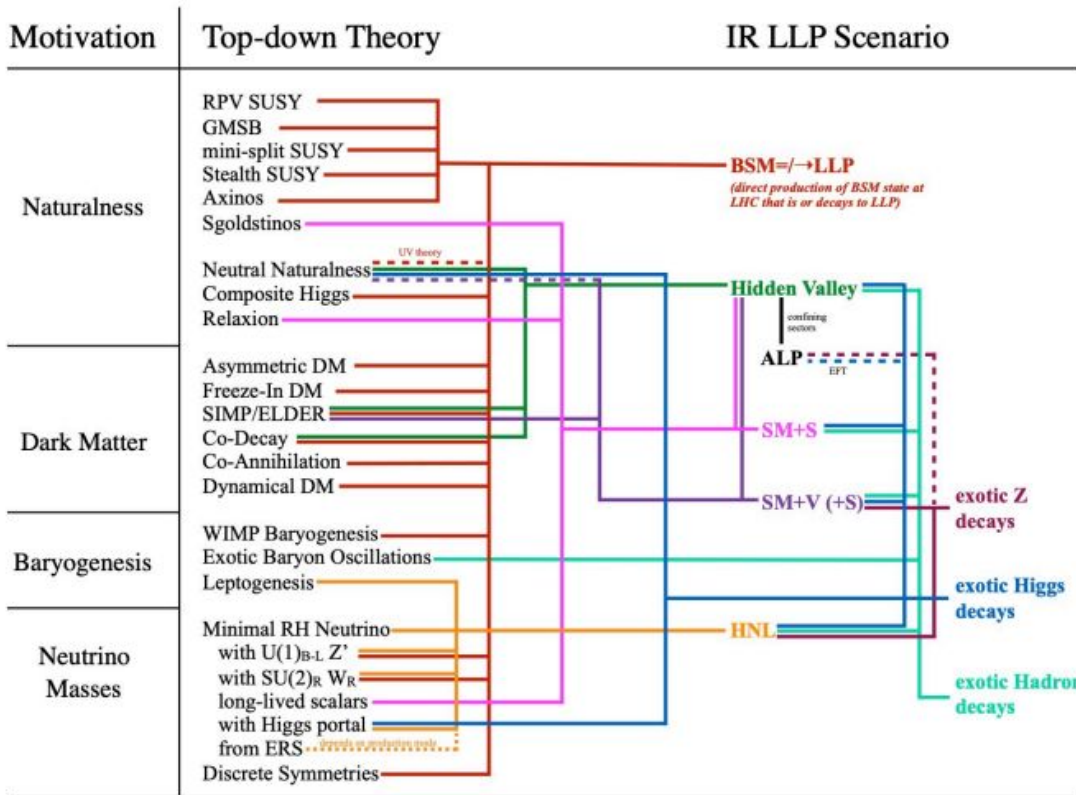 Motivation
Top-down Theory
IR LLP Scenario
Naturalness
RPV SUSY
GMSB
mini-split SUSY
Stealth SUSY
Axinos
Sgoldstinos
UV theory
Neutral Naturalness
Composite Higgs
Relaxion
Dark Matter
Asymmetric DM
Freeze-In DM
SIMP/ELDER
Co-Decay
Co-Annihilation
Dynamical DM
Baryogenesis
WIMP Baryogenesis
Exotic Baryon Oscillations
Leptogenesis
Neutrino
Masses
Minimal RH Neutrino
with U(1)B-L Z'
with SU(2)R WR
long-lived scalars
with Higgs portal
from ERS
depends on production mode
Discrete Symmetries
BSM=/→LLP
(direct production of BSM state at
LHC that is or decays to LLP)
Hidden Valley
confining
sectors
ALP
EFT
SM+S
SM+V (+S)
HNL
exotic Z
decays
exotic Higgs
decays
exotic Hadron
decays